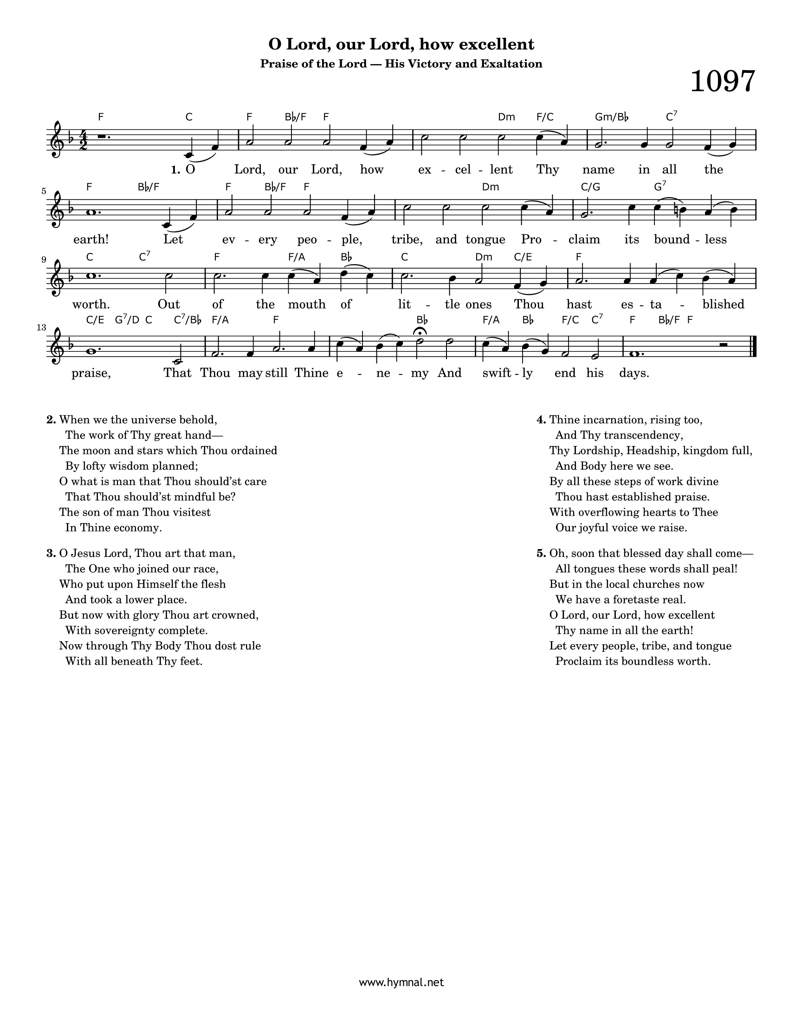 O Lord, our Lord, how excellent
Praise of the Lord — His Victory and Exaltation
1097
F C F B♭/F F Dm F/C Gm/B♭ C7
1. O Lord, our Lord, how ex - cel - lent Thy name in all the
5 F B♭/F F B♭/F F Dm C/G G7
earth! Let ev - ery peo - ple, tribe, and tongue Pro - claim its bound - less
9 C C7 F F/A B♭ C Dm C/E F
worth. Out of the mouth of lit - tle ones Thou hast es - ta - blished
13 C/E G7/D C C7/B♭ F/A F B♭ F/A B♭ F/C C7 F B♭/F F
praise, That Thou may still Thine e - ne - my And swift - ly end his days.
2. When we the universe behold,
The work of Thy great hand—
The moon and stars which Thou ordained
By lofty wisdom planned;
O what is man that Thou should'st care
That Thou should'st mindful be?
The son of man Thou visitest
In Thine economy.
3. O Jesus Lord, Thou art that man,
The One who joined our race,
Who put upon Himself the flesh
And took a lower place.
But now with glory Thou art crowned,
With sovereignty complete.
Now through Thy Body Thou dost rule
With all beneath Thy feet.
4. Thine incarnation, rising too,
And Thy transcendency,
Thy Lordship, Headship, kingdom full,
And Body here we see.
By all these steps of work divine
Thou hast established praise.
With overflowing hearts to Thee
Our joyful voice we raise.
5. Oh, soon that blessed day shall come—
All tongues these words shall peal!
But in the local churches now
We have a foretaste real.
O Lord, our Lord, how excellent
Thy name in all the earth!
Let every people, tribe, and tongue
Proclaim its boundless worth.
www.hymnal.net